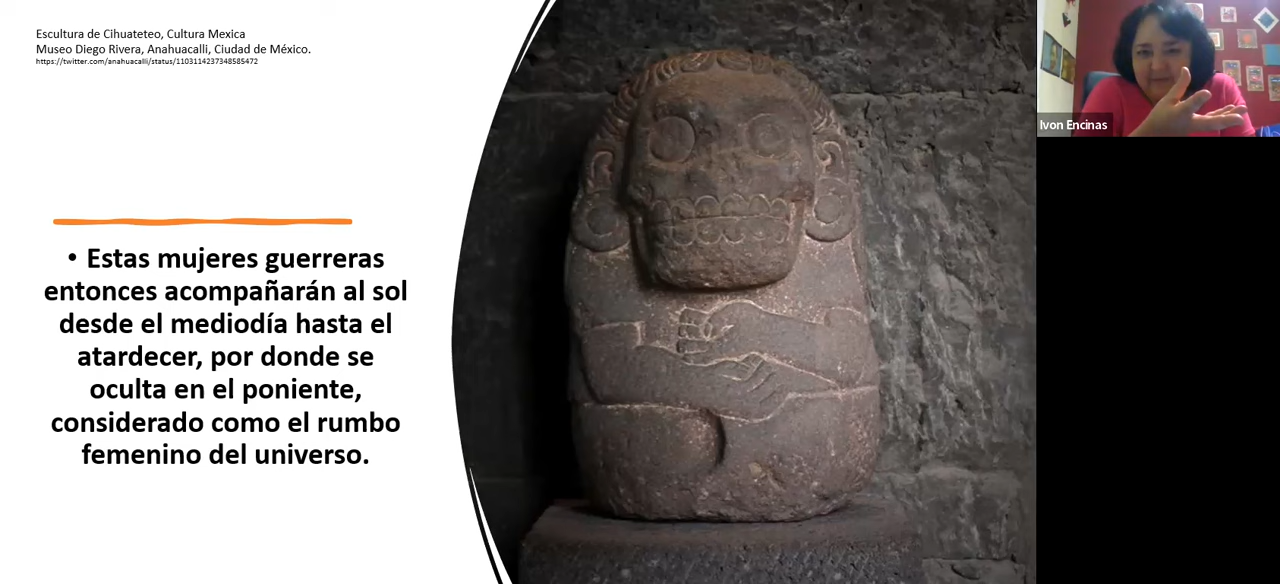 Escultura de Cihuateteo, Cultura Mexica
Museo Diego Rivera, Anahuacalli, Ciudad de México.
https://twitter.com/anahuacalli/status/1103114237348585472
• Estas mujeres guerreras
entonces acompañarán al sol
desde el mediodía hasta el
atardecer, por donde se
oculta en el poniente,
considerado como el rumbo
femenino del universo.
Ivon Encinas